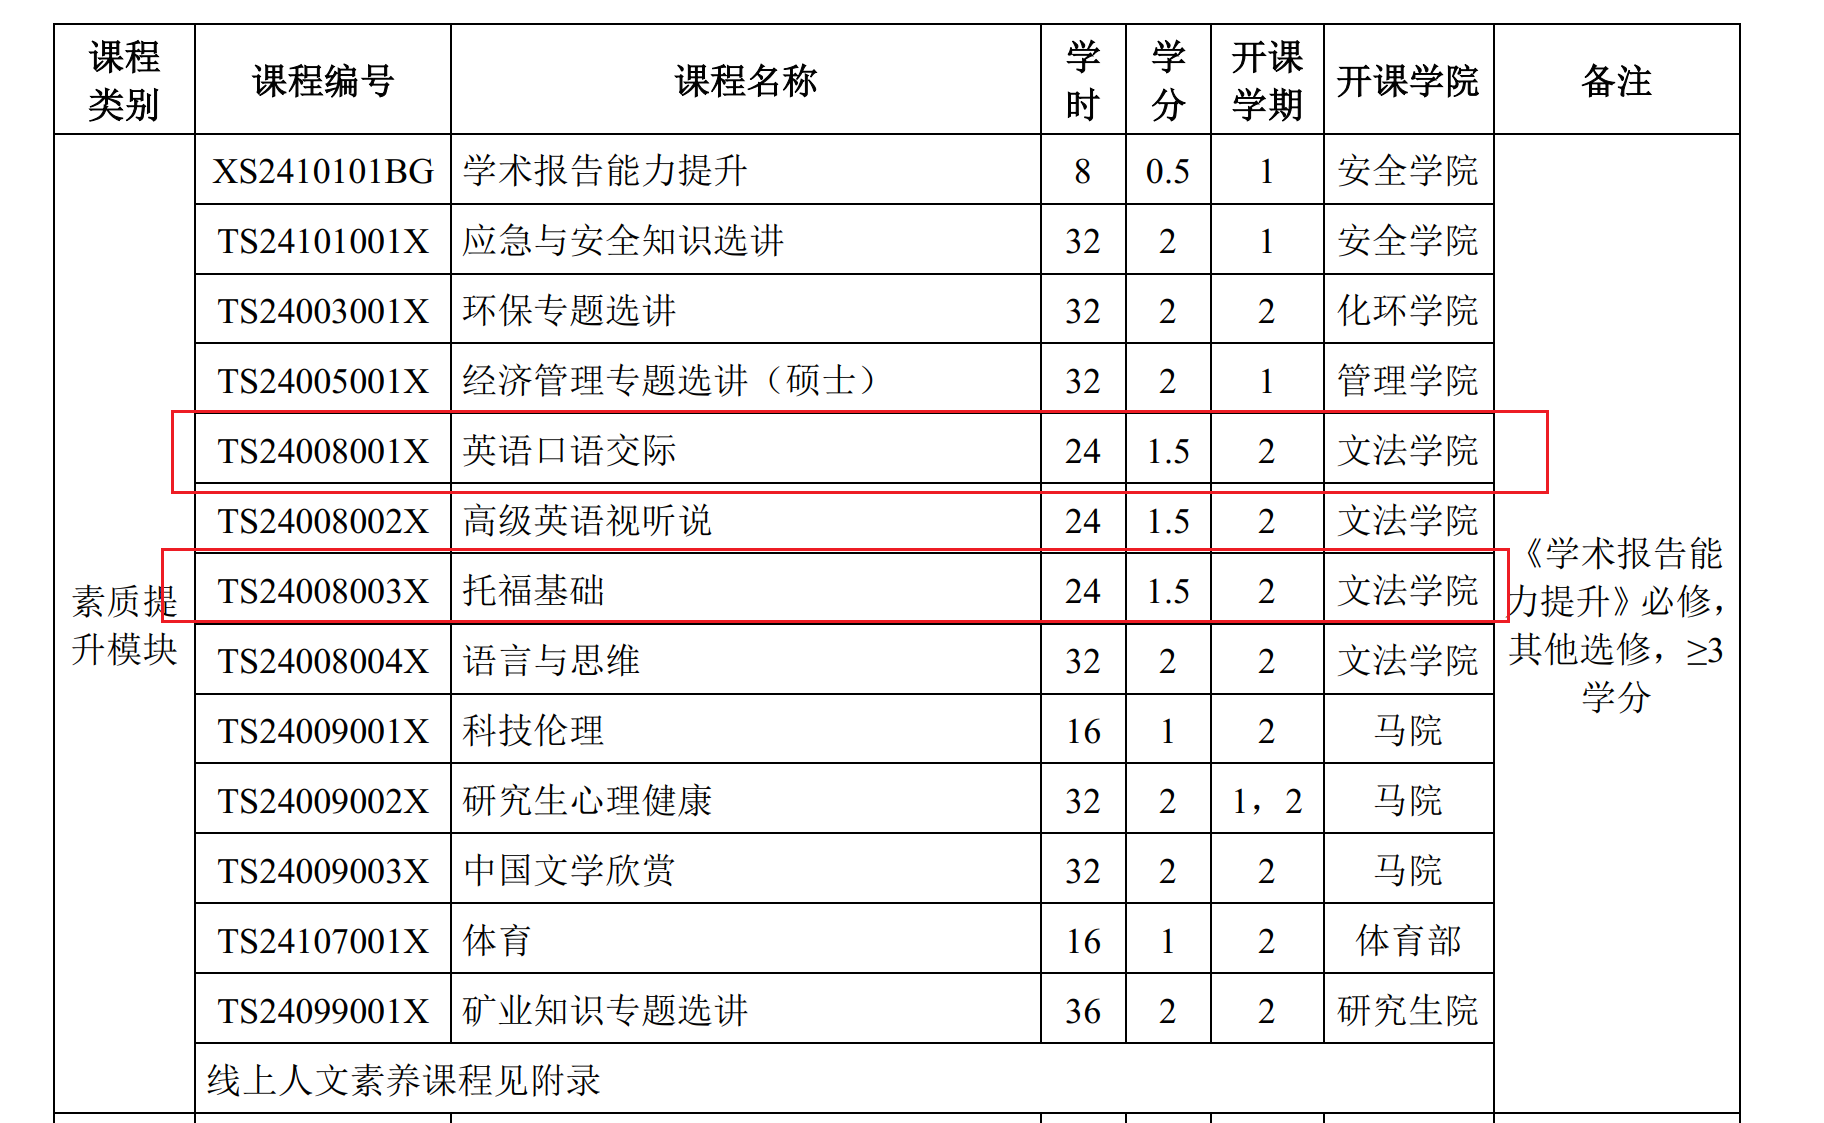 课程类别 课程编号 课程名称 学时 学分 开课学期 开课学院 备注
素质提升模块
XS2410101BG 学术报告能力提升 8 0.5 1 安全学院
TS24101001X 应急与安全知识选讲 32 2 1 安全学院
TS24003001X 环保专题选讲 32 2 2 化环学院
TS24005001X 经济管理专题选讲（硕士） 32 2 1 管理学院
TS24008001X 英语口语交际 24 1.5 2 文法学院
TS24008002X 高级英语视听说 24 1.5 2 文法学院
TS24008003X 托福基础 24 1.5 2 文法学院
TS24008004X 语言与思维 32 2 2 文法学院
TS24009001X 科技伦理 16 1 2 马院
TS24009002X 研究生心理健康 32 2 1，2 马院
TS24009003X 中国文学欣赏 32 2 2 马院
TS24107001X 体育 16 1 2 体育部
TS24099001X 矿业知识专题选讲 36 2 2 研究生院
线上人文素养课程见附录
《学术报告能
力提升》必修，
其他选修，≥3
学分